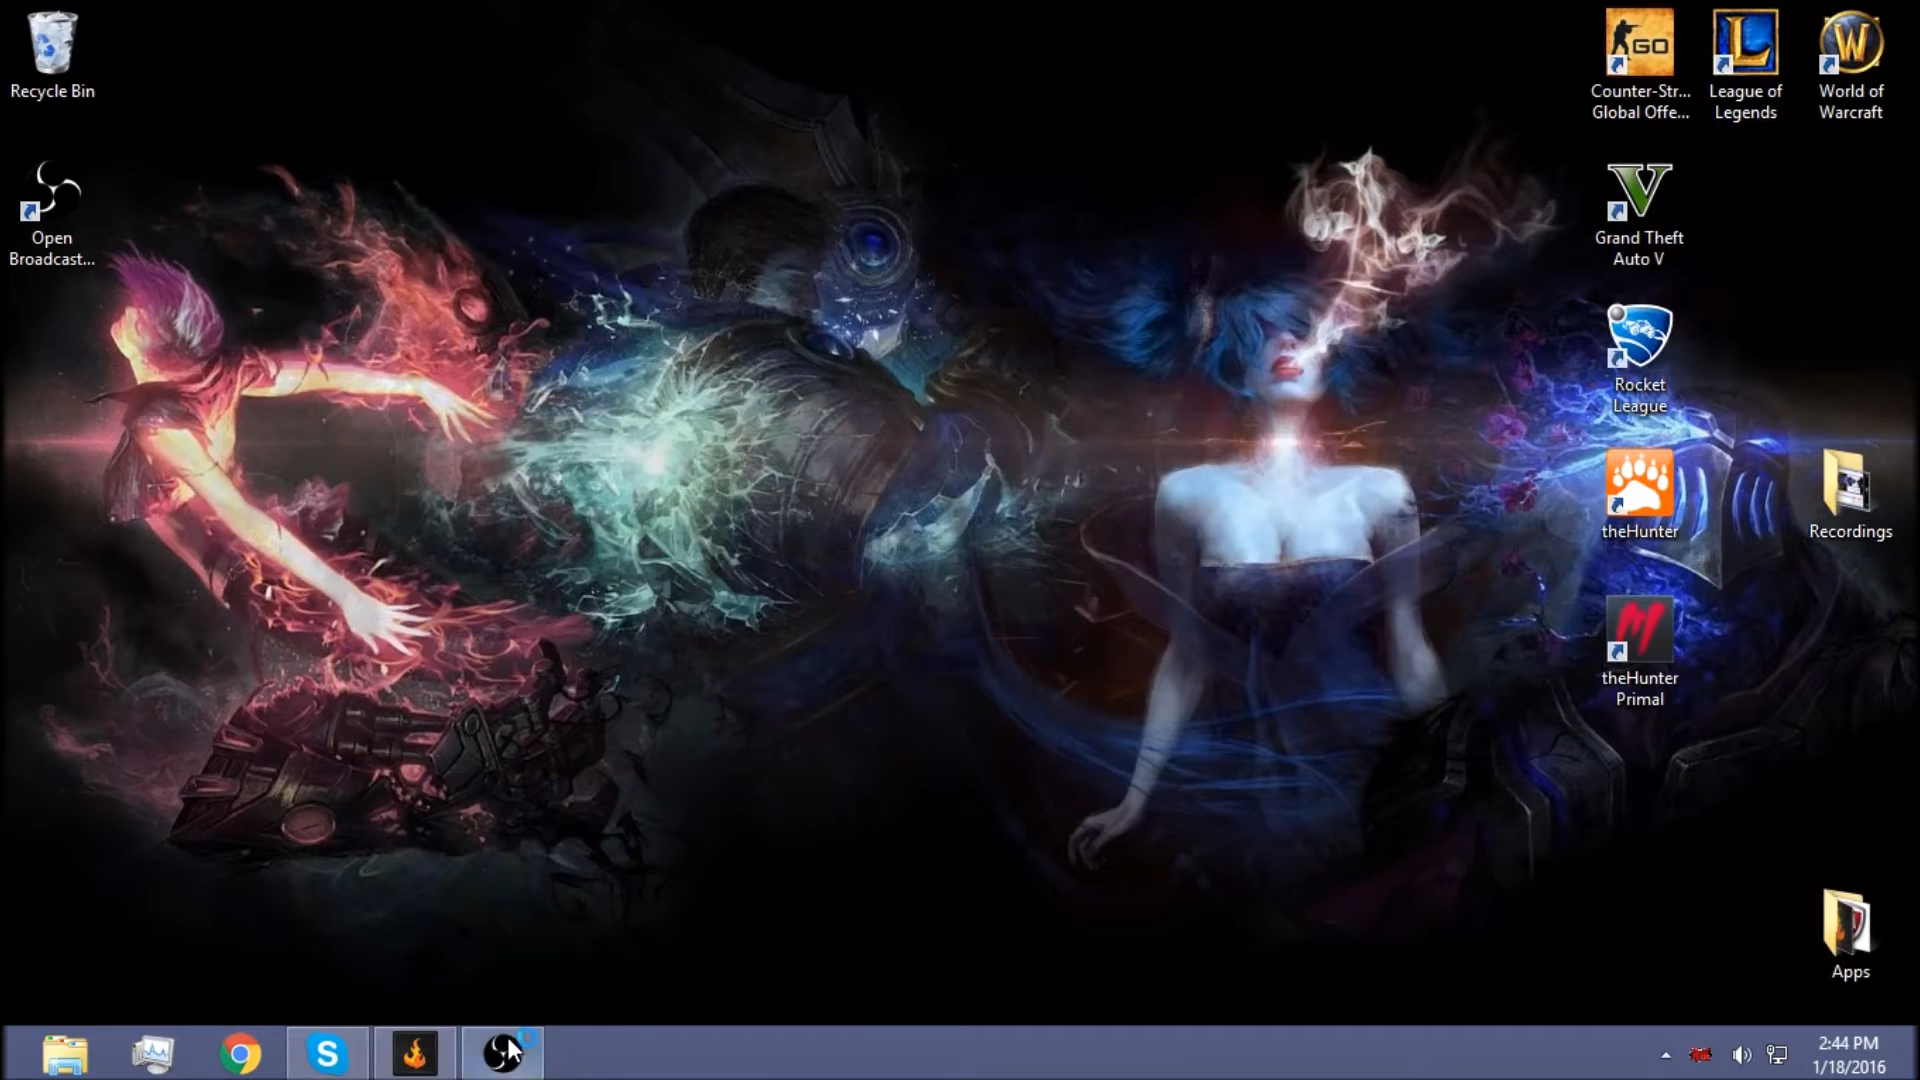 Recycle Bin
Open
Broadcast...
GO
Counter-Str...
Global Offe...
L
League of
Legends
W
World of
Warcraft
V
Grand Theft
Auto V
Rocket
League
theHunter
Recordings
theHunter
Primal
Apps
S
2:44 PM
1/18/2016